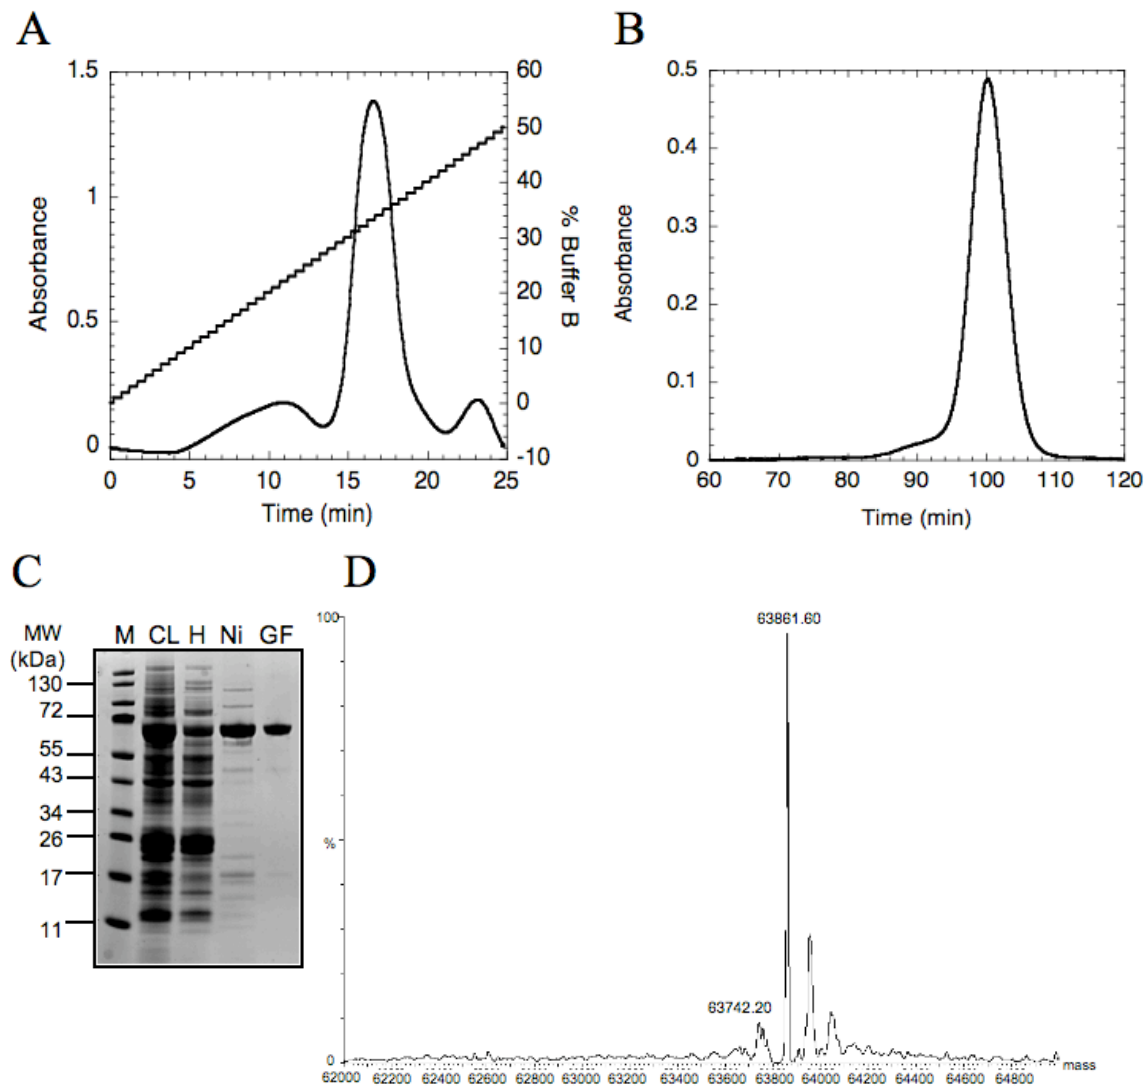 A
B
1.5
1
0.5
0
Absorbance
60
50
40
30
20
10
0
-10
% Buffer B
0 5 10 15 20 25
Time (min)
0.5
0.4
0.3
0.2
0.1
0
Absorbance
60 70 80 90 100 110 120
Time (min)
C
D
MW
(kDa)
M CL H Ni GF
130
72
55
43
34
26
17
11
100
%
0
63861.60
63742.20
62000 62200 62400 62600 62800 63000 63200 63400 63600 63800 64000 64200 64400 64600 64800
mass